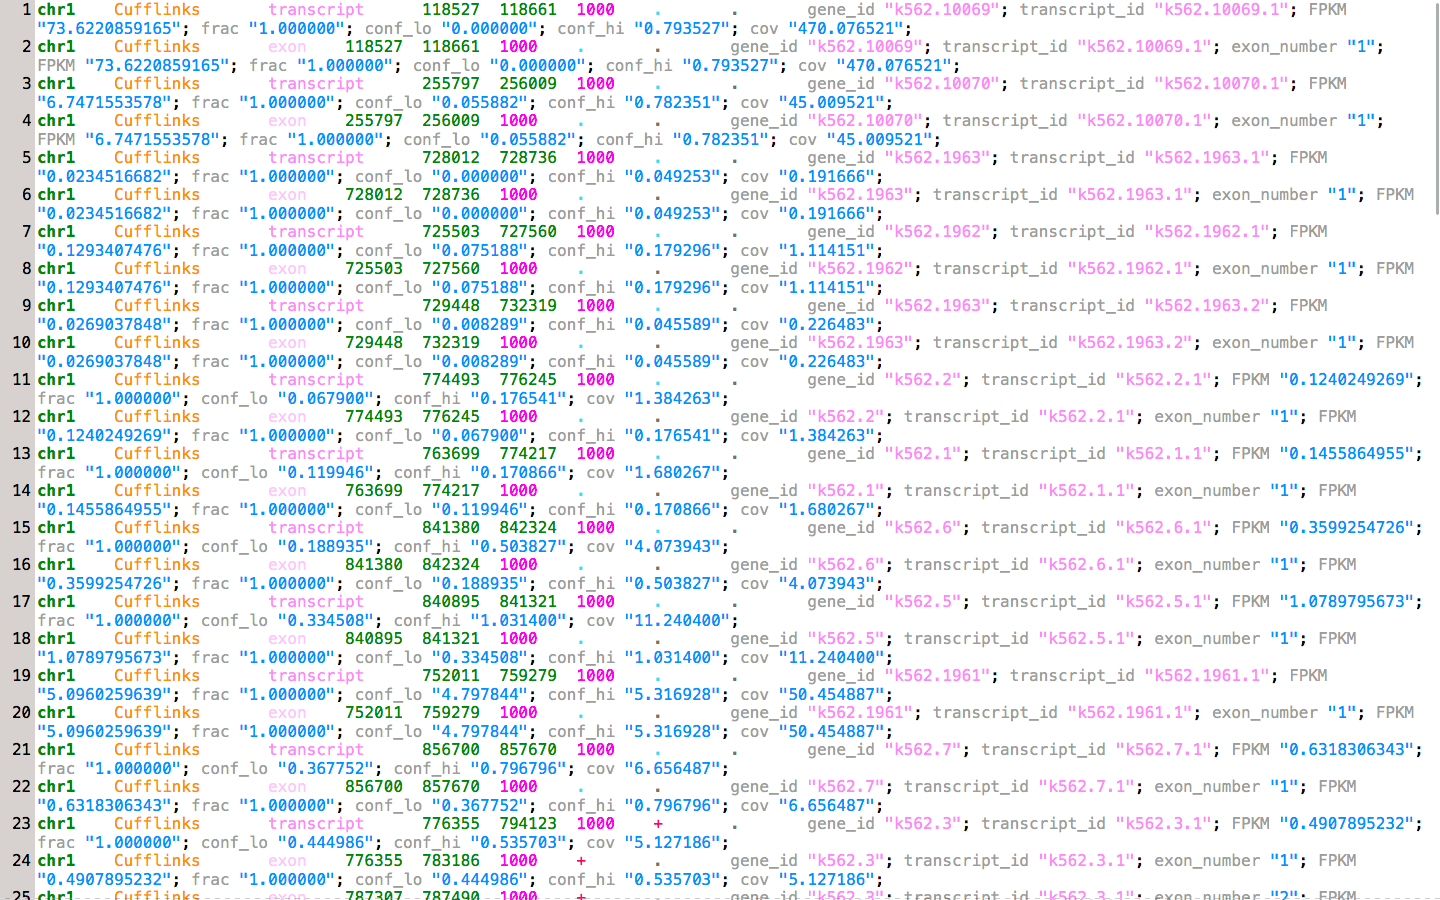 1 chr1 Cufflinks transcript 118527 118661 1000 . . gene_id "k562.10069"; transcript_id "k562.10069.1"; FPKM
"73.6220859165"; frac "1.000000"; conf_lo "0.000000"; conf_hi "0.793527"; cov "470.076521";
2 chr1 Cufflinks exon 118527 118661 1000 . . gene_id "k562.10069"; transcript_id "k562.10069.1"; exon_number "1";
FPKM "73.6220859165"; frac "1.000000"; conf_lo "0.000000"; conf_hi "0.793527"; cov "470.076521";
3 chr1 Cufflinks transcript 255797 256009 1000 . . gene_id "k562.10070"; transcript_id "k562.10070.1"; FPKM
"6.7471553578"; frac "1.000000"; conf_lo "0.055882"; conf_hi "0.782351"; cov "45.009521";
4 chr1 Cufflinks exon 255797 256009 1000 . . gene_id "k562.10070"; transcript_id "k562.10070.1"; exon_number "1";
FPKM "6.7471553578"; frac "1.000000"; conf_lo "0.055882"; conf_hi "0.782351"; cov "45.009521";
5 chr1 Cufflinks transcript 728012 728736 1000 . . gene_id "k562.1963"; transcript_id "k562.1963.1"; FPKM
"0.0234516682"; frac "1.000000"; conf_lo "0.000000"; conf_hi "0.049253"; cov "0.191666";
6 chr1 Cufflinks exon 728012 728736 1000 . . gene_id "k562.1963"; transcript_id "k562.1963.1"; exon_number "1"; FPKM
"0.0234516682"; frac "1.000000"; conf_lo "0.000000"; conf_hi "0.049253"; cov "0.191666";
7 chr1 Cufflinks transcript 725503 727560 1000 . . gene_id "k562.1962"; transcript_id "k562.1962.1"; FPKM
"0.1293407476"; frac "1.000000"; conf_lo "0.075188"; conf_hi "0.179296"; cov "1.114151";
8 chr1 Cufflinks exon 725503 727560 1000 . . gene_id "k562.1962"; transcript_id "k562.1962.1"; exon_number "1"; FPKM
"0.1293407476"; frac "1.000000"; conf_lo "0.075188"; conf_hi "0.179296"; cov "1.114151";
9 chr1 Cufflinks transcript 729448 732319 1000 . . gene_id "k562.1963"; transcript_id "k562.1963.2"; FPKM
"0.0269037848"; frac "1.000000"; conf_lo "0.008289"; conf_hi "0.045589"; cov "0.226483";
10 chr1 Cufflinks exon 729448 732319 1000 . . gene_id "k562.1963"; transcript_id "k562.1963.2"; exon_number "1"; FPKM
"0.0269037848"; frac "1.000000"; conf_lo "0.008289"; conf_hi "0.045589"; cov "0.226483";
11 chr1 Cufflinks transcript 774493 776245 1000 . . gene_id "k562.2"; transcript_id "k562.2.1"; FPKM "0.1240249269";
frac "1.000000"; conf_lo "0.067900"; conf_hi "0.176541"; cov "1.384263";
12 chr1 Cufflinks exon 774493 776245 1000 . . gene_id "k562.2"; transcript_id "k562.2.1"; exon_number "1"; FPKM
"0.1240249269"; frac "1.000000"; conf_lo "0.067900"; conf_hi "0.176541"; cov "1.384263";
13 chr1 Cufflinks transcript 763699 774217 1000 . . gene_id "k562.1"; transcript_id "k562.1.1"; FPKM "0.1455864955";
frac "1.000000"; conf_lo "0.119946"; conf_hi "0.170866"; cov "1.680267";
14 chr1 Cufflinks exon 763699 774217 1000 . . gene_id "k562.1"; transcript_id "k562.1.1"; exon_number "1"; FPKM
"0.1455864955"; frac "1.000000"; conf_lo "0.119946"; conf_hi "0.170866"; cov "1.680267";
15 chr1 Cufflinks transcript 841380 842324 1000 . . gene_id "k562.6"; transcript_id "k562.6.1"; FPKM "0.3599254726";
frac "1.000000"; conf_lo "0.188935"; conf_hi "0.503827"; cov "4.073943";
16 chr1 Cufflinks exon 841380 842324 1000 . . gene_id "k562.6"; transcript_id "k562.6.1"; exon_number "1"; FPKM
"0.3599254726"; frac "1.000000"; conf_lo "0.188935"; conf_hi "0.503827"; cov "4.073943";
17 chr1 Cufflinks transcript 840895 841321 1000 . . gene_id "k562.5"; transcript_id "k562.5.1"; FPKM "1.0789795673";
frac "1.000000"; conf_lo "0.334508"; conf_hi "1.031400"; cov "11.240400";
18 chr1 Cufflinks exon 840895 841321 1000 . . gene_id "k562.5"; transcript_id "k562.5.1"; exon_number "1"; FPKM
"1.0789795673"; frac "1.000000"; conf_lo "0.334508"; conf_hi "1.031400"; cov "11.240400";
19 chr1 Cufflinks transcript 752011 759279 1000 . . gene_id "k562.1961"; transcript_id "k562.1961.1"; FPKM
"5.0960259639"; frac "1.000000"; conf_lo "4.797844"; conf_hi "5.316928"; cov "50.454887";
20 chr1 Cufflinks exon 752011 759279 1000 . . gene_id "k562.1961"; transcript_id "k562.1961.1"; exon_number "1"; FPKM
"5.0960259639"; frac "1.000000"; conf_lo "4.797844"; conf_hi "5.316928"; cov "50.454887";
21 chr1 Cufflinks transcript 856700 857670 1000 . . gene_id "k562.7"; transcript_id "k562.7.1"; FPKM "0.6318306343";
frac "1.000000"; conf_lo "0.367752"; conf_hi "0.796796"; cov "6.656487";
22 chr1 Cufflinks exon 856700 857670 1000 . . gene_id "k562.7"; transcript_id "k562.7.1"; exon_number "1"; FPKM
"0.6318306343"; frac "1.000000"; conf_lo "0.367752"; conf_hi "0.796796"; cov "6.656487";
23 chr1 Cufflinks transcript 776355 794123 1000 + . gene_id "k562.3"; transcript_id "k562.3.1"; FPKM "0.4907895232";
frac "1.000000"; conf_lo "0.444986"; conf_hi "0.535703"; cov "5.127186";
24 chr1 Cufflinks exon 776355 783186 1000 + . gene_id "k562.3"; transcript_id "k562.3.1"; exon_number "1"; FPKM
"0.4907895232"; frac "1.000000"; conf_lo "0.444986"; conf_hi "0.535703"; cov "5.127186";
25 chr1 Cufflinks exon 787307 787490 1000 + . gene_id "k562.3"; transcript_id "k562.3.1"; exon_number "2"; FPKM